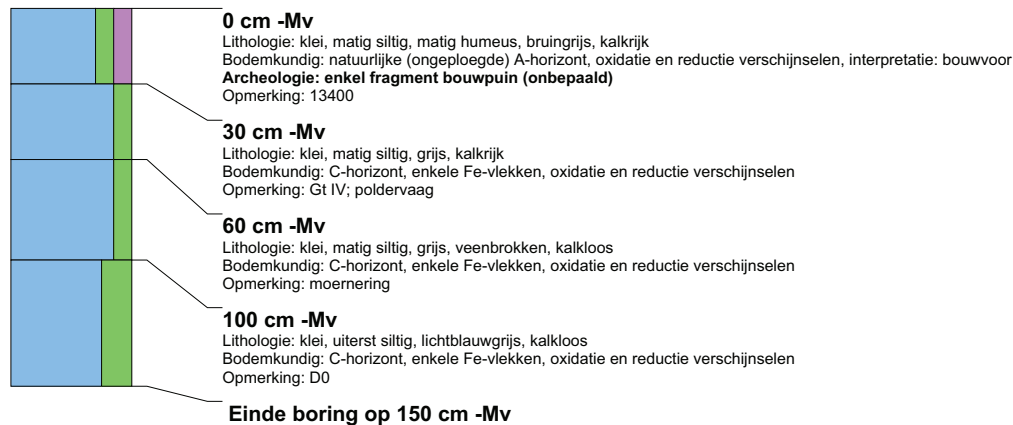 0 cm -Mv
Lithologie: klei, matig siltig, matig humeus, bruingrijs, kalkrijk
Bodemkundig: natuurlijke (ongeploegde) A-horizont, oxidatie en reductie verschijnselen, interpretatie: bouwvoor
Archeologie: enkel fragment bouwpuin (onbepaald)
Opmerking: 13400
30 cm -Mv
Lithologie: klei, matig siltig, grijs, kalkrijk
Bodemkundig: C-horizont, enkele Fe-vlekken, oxidatie en reductie verschijnselen
Opmerking: Gt IV; poldervaag
60 cm -Mv
Lithologie: klei, matig siltig, grijs, veenbrokken, kalkloos
Bodemkundig: C-horizont, enkele Fe-vlekken, oxidatie en reductie verschijnselen
Opmerking: moernering
100 cm -Mv
Lithologie: klei, uiterst siltig, lichtblauwgrijs, kalkloos
Bodemkundig: C-horizont, enkele Fe-vlekken, oxidatie en reductie verschijnselen
Opmerking: D0
Einde boring op 150 cm -Mv